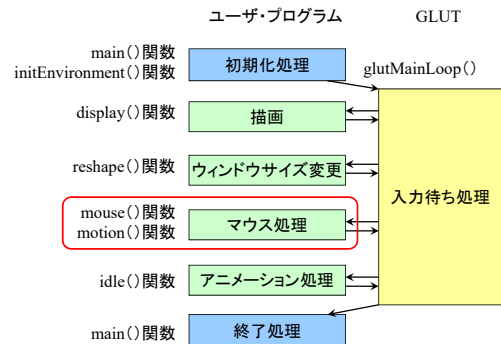 ユーザ・プログラム
GLUT
main()関数
initEnvironment()関数
初期化処理
glutMainLoop()
display()関数
描画
reshape()関数
ウィンドウサイズ変更
入力待ち処理
mouse()関数
motion()関数
マウス処理
idle()関数
アニメーション処理
main()関数
終了処理